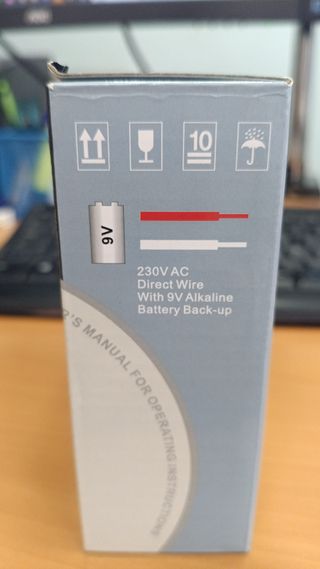 10
9V
230V AC
Direct Wire
With 9V Alkaline
Battery Back-up
'S MANUAL FOR OPERATING INSTRUCTIONS